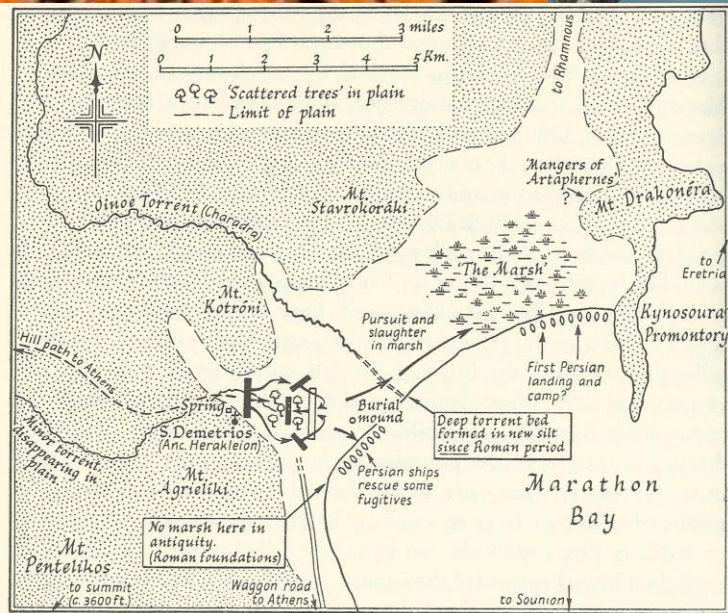 0 1 2 3 miles
0 1 2 3 4 5 Km.
'Scattered trees' in plain
Limit of plain
N
to Rhamnous
Mangers of
Artaphernes
?
Mt Drakonéra
Mt.
Stavrokoráki
Oinoë Torrent (Charadra)
'The Marsh'
to
Eretria
Mt.
Kotróni
Kynosoura
Promontory
Pursuit and
slaughter
in marsh
Hill path to Athens
First Persian
landing and
camp?
Spring
Burial
mound
S. Demetrios
(Anc. Herakleion)
Deep torrent bed
formed in new silt
since Roman period
Minor torrent,
disappearing in
plain
Mt.
Agrieliki
Persian ships
rescue some
fugitives
Marathon
Bay
No marsh here in
antiquity.
(Roman foundations)
Mt.
Pentelikos
to summit
(c. 3600 ft.)
Waggon road
to Athens
to Sounion